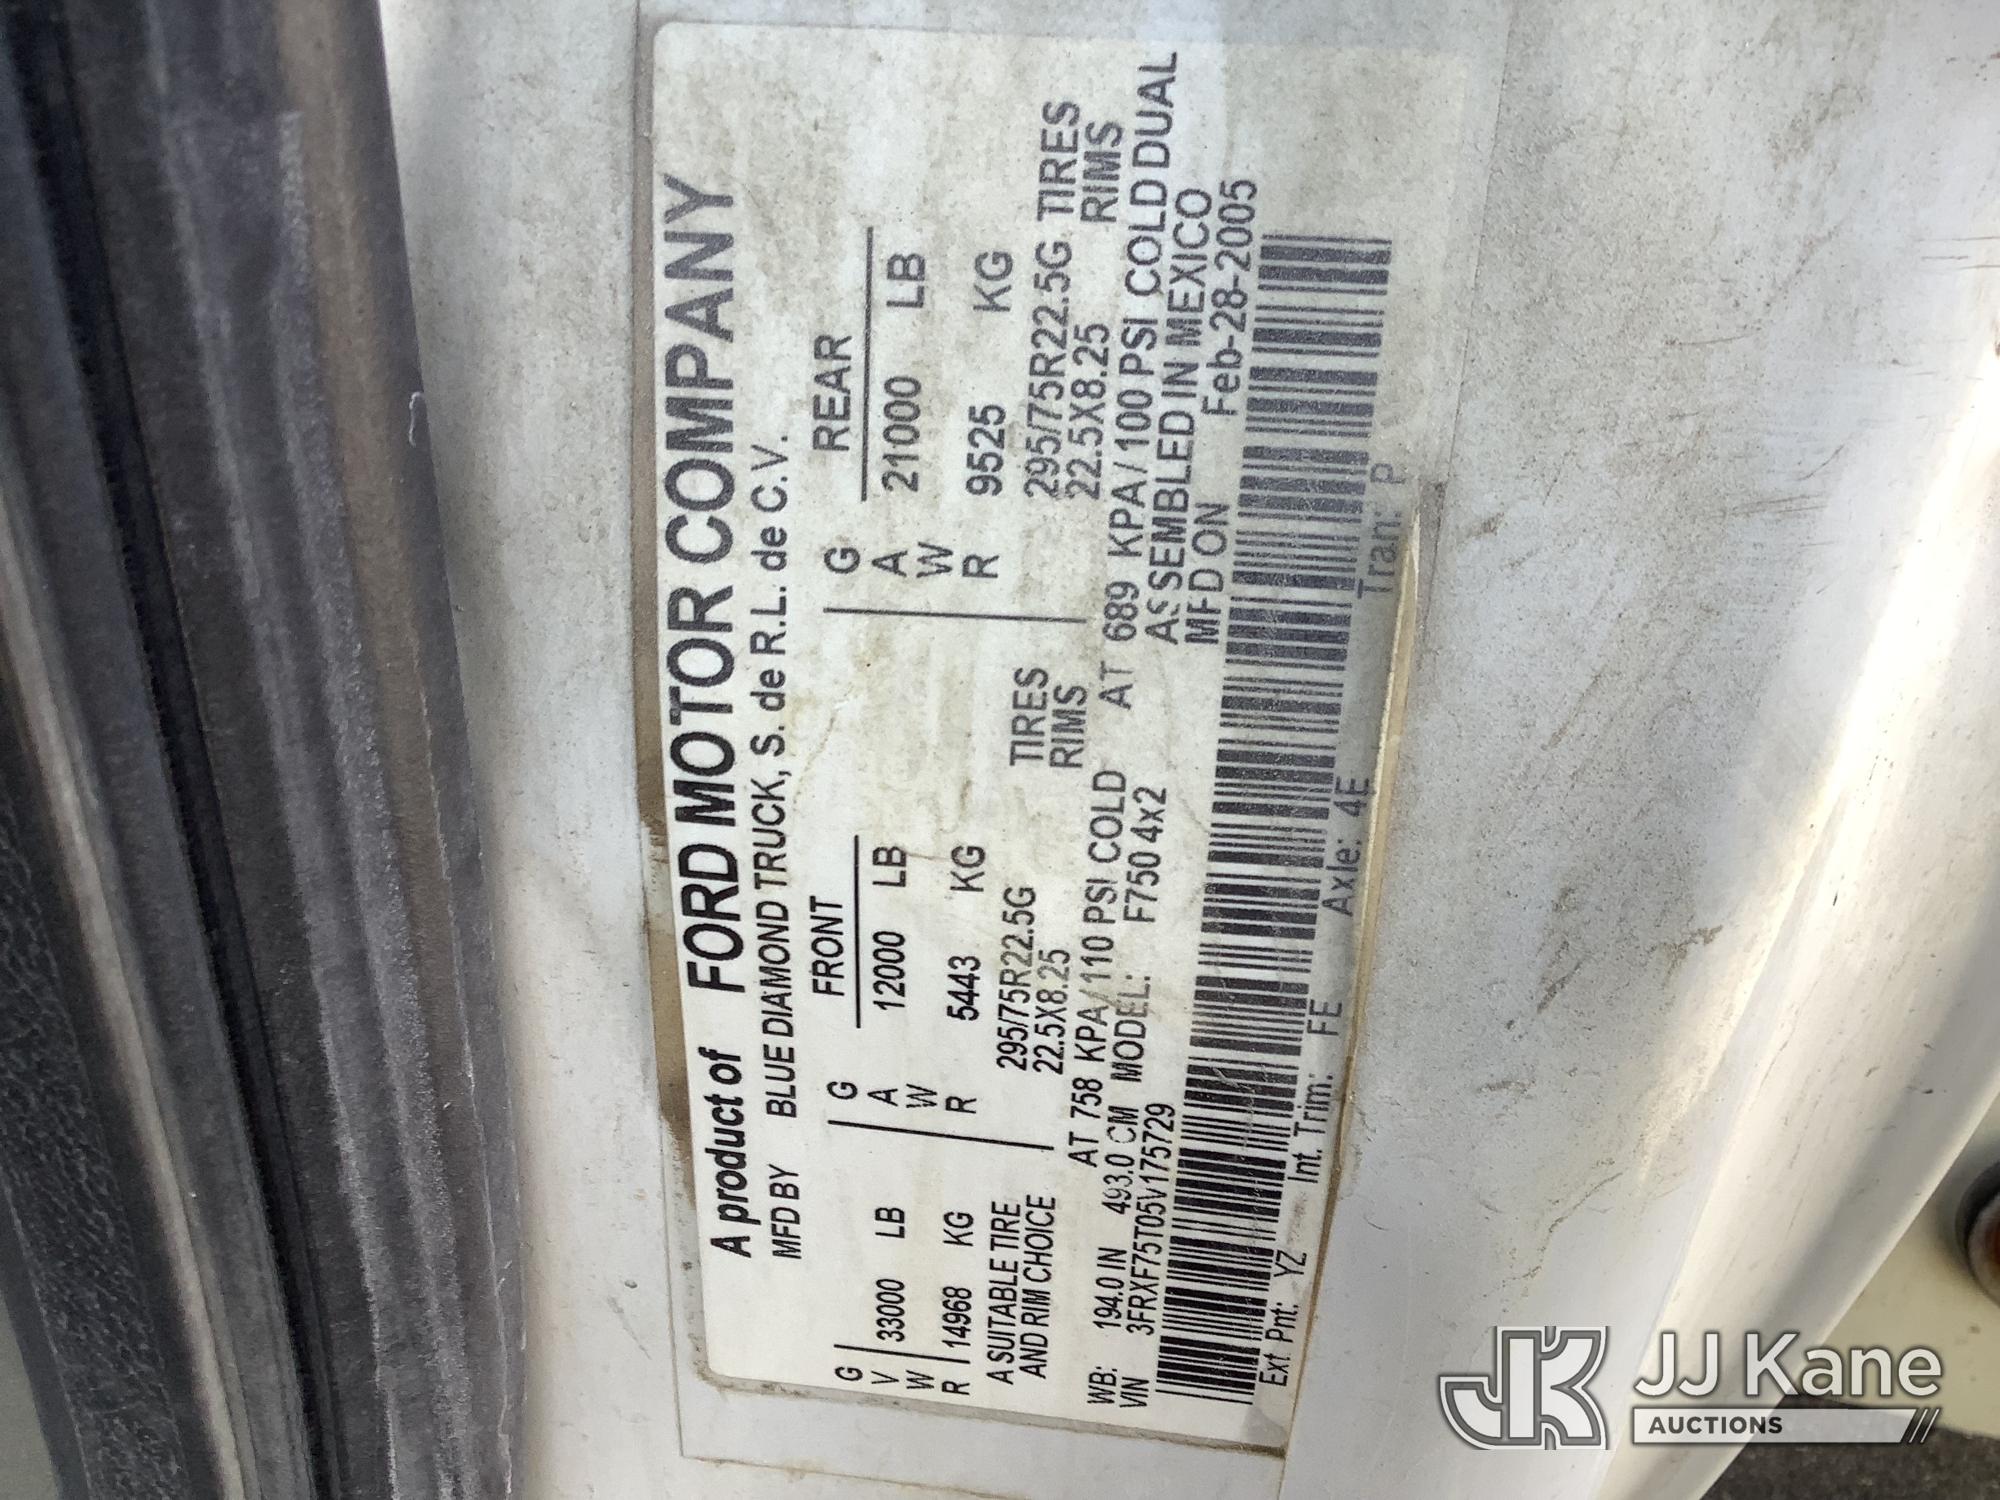 A product of FORD MOTOR COMPANY
MFD BY BLUE DIAMOND TRUCK, S. de R.L. de C.V.
FRONT REAR
GVWR 33000 LB GAWR 12000 LB GAWR 21000 LB
14968 KG 5443 KG 9525 KG
A SUITABLE TIRE 295/75R22.5G TIRES 295/75R22.5G TIRES
AND RIM CHOICE 22.5X8.25 RIMS 22.5X8.25 RIMS
AT 758 KPA/110 PSI COLD AT 689 KPA/100 PSI COLD DUAL
WB: 194.0 IN 493.0 CM MODEL: F750 4x2 ASSEMBLED IN MEXICO
VIN 3FRXF75T05V175729 MFD ON Feb-28-2005
Ext Pnt: YZ Int. Trim: FE Axle: 4E Tran: P
JK JJ Kane
AUCTIONS